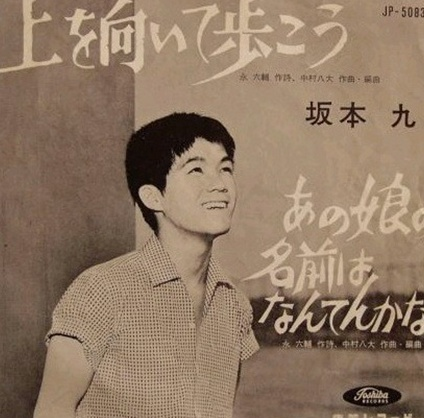 上を向いて歩こう
JP-5083
永 六輔 作詩、中村八大 作曲・編曲
坂本 九
あの娘の
名前は
なんてんかな
永 六輔 作詩、中村八大 作曲・編曲
Toshiba
RECORDS